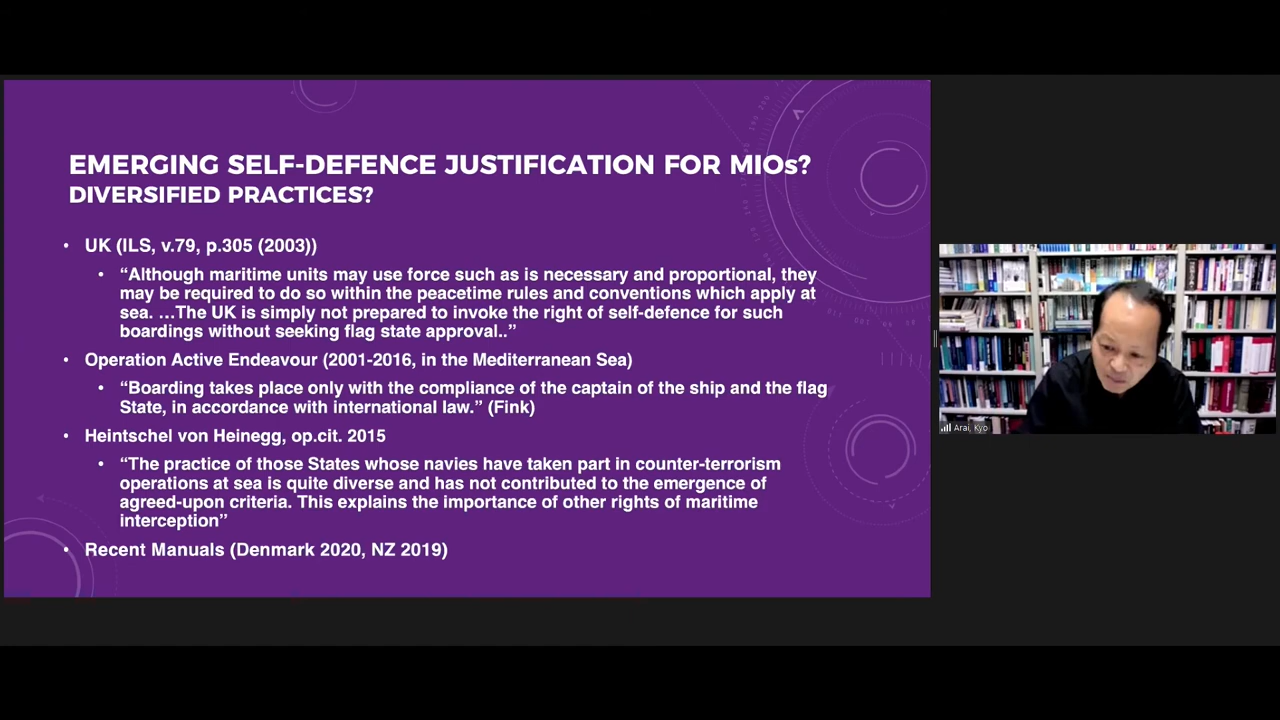 EMERGING SELF-DEFENCE JUSTIFICATION FOR MIOs?
DIVERSIFIED PRACTICES?
• UK (ILS, v.79, p.305 (2003))
• “Although maritime units may use force such as is necessary and proportional, they
may be required to do so within the peacetime rules and conventions which apply at
sea. …The UK is simply not prepared to invoke the right of self-defence for such
boardings without seeking flag state approval..”
• Operation Active Endeavour (2001-2016, in the Mediterranean Sea)
• “Boarding takes place only with the compliance of the captain of the ship and the flag
State, in accordance with international law.” (Fink)
• Heintschel von Heinegg, op.cit. 2015
• “The practice of those States whose navies have taken part in counter-terrorism
operations at sea is quite diverse and has not contributed to the emergence of
agreed-upon criteria. This explains the importance of other rights of maritime
interception”
• Recent Manuals (Denmark 2020, NZ 2019)
Arai, Kyo